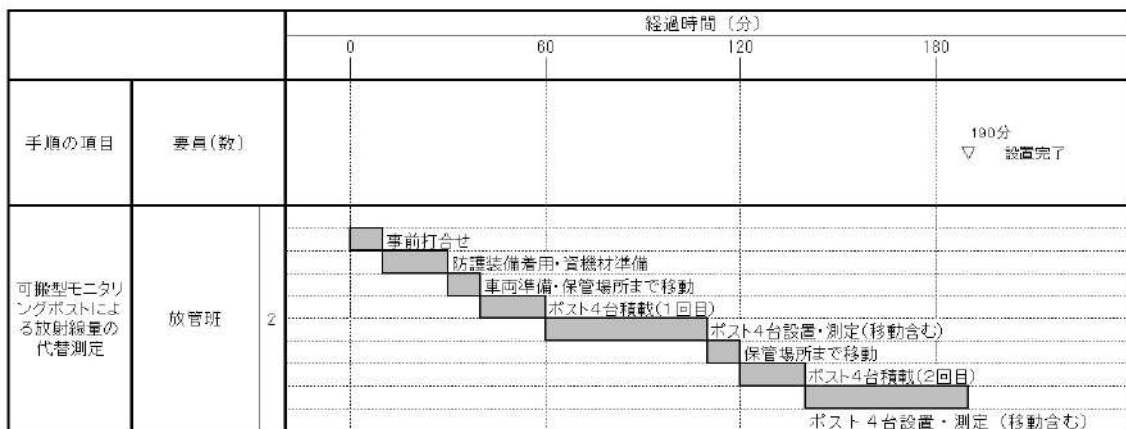 経過時間（分）
0 60 120 180
手順の項目 要員(数)
190分
▽ 設置完了
可搬型モニタリ
ングポストによ
る放射線量の
代替測定
放管班 2
事前打合せ
防護装備着用・資機材準備
車両準備・保管場所まで移動
ポスト4台積載(1回目)
ポスト4台設置・測定(移動含む)
保管場所まで移動
ポスト4台積載(2回目)
ポスト４台設置・測定（移動含む）